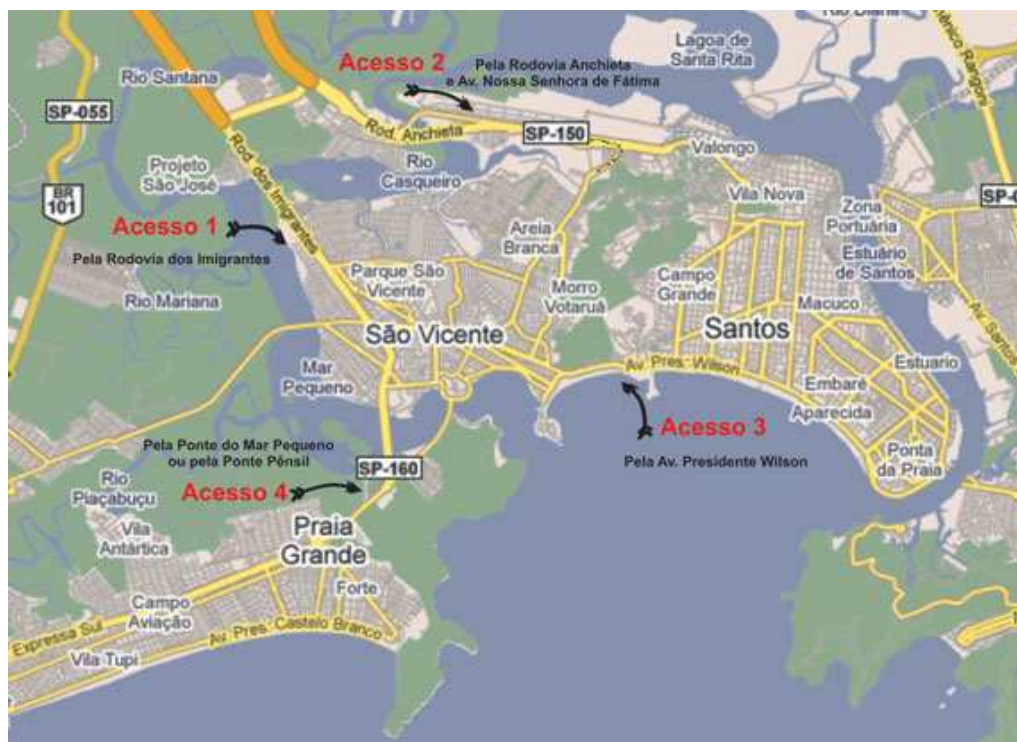 Rio Diana
Lagoa de
Santa Rita
Acesso 2
Pela Rodovia Anchieta
e Av. Nossa Senhora de Fátima
Rio Santana
SP-055
Rod. Anchieta
SP-150
Valongo
Projeto
São José
Rod. dos Imigrantes
Rio
Casqueiro
Vila Nova
BR
101
Acesso 1
Pela Rodovia dos Imigrantes
Areia
Branca
Zona
Portuária
Estuário
de Santos
Parque São
Vicente
Campo
Grande
Rio Mariana
Morro
Votaruã
Macuco
São Vicente
Santos
Av. Santos
Mar
Pequeno
Av. Pres. Wilson
Estuario
Embaré
Aparecida
Acesso 3
Pela Av. Presidente Wilson
Ponta
da Praia
Pela Ponte do Mar Pequeno
ou pela Ponte Pênsil
SP-160
Acesso 4
Rio
Piaçabuçu
Vila
Antártica
Praia
Grande
Forte
Campo
Aviação
Expressa Sul
Av. Pres. Castelo Branco
Vila Tupi